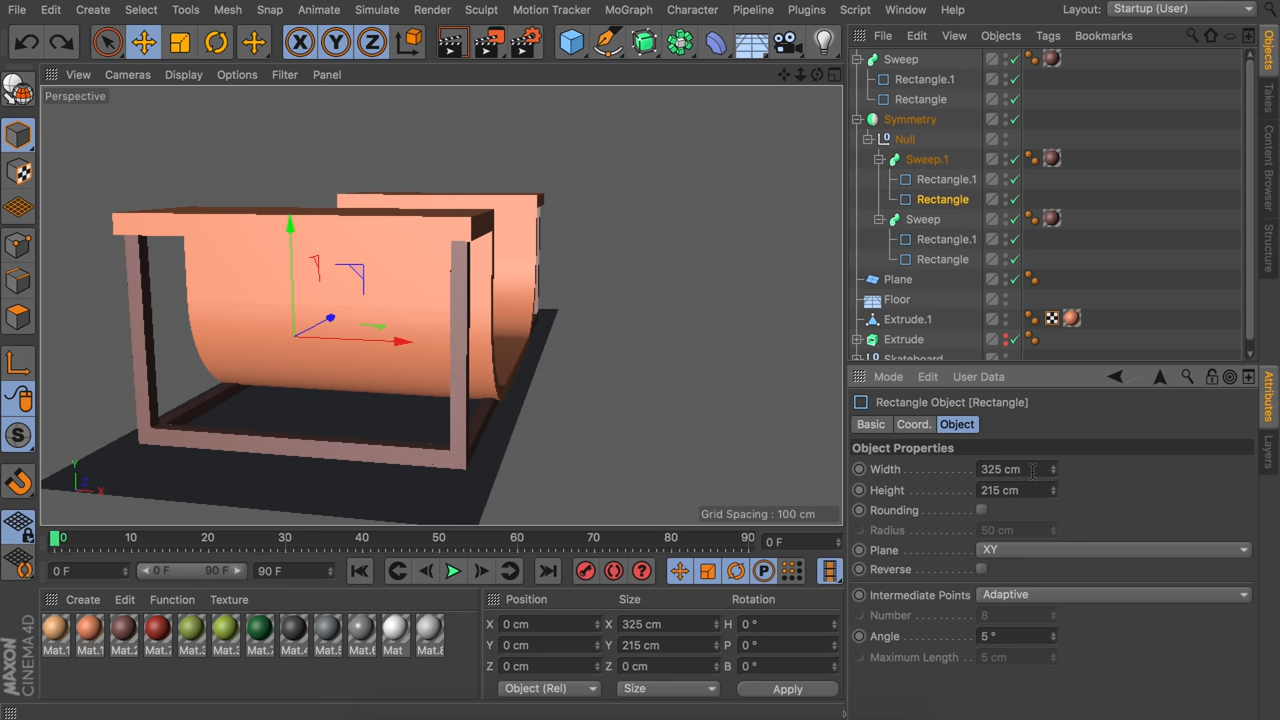 File Edit Create Select Tools Mesh Snap Animate Simulate Render Sculpt Motion Tracker MoGraph Character Pipeline Plugins Script Window Help Layout: Startup (User)
X Y Z
View Cameras Display Options Filter Panel
Perspective
Y
Z
X
Grid Spacing : 100 cm
0 10 20 30 40 50 60 70 80 90 0 F
0 F 0 F 90 F 90 F
Create Edit Function Texture
Mat.1 Mat.1 Mat.2 Mat.7 Mat.3 Mat.3 Mat.7 Mat.4 Mat.5 Mat.6 Mat Mat.8
MAXON
CINEMA 4D
Position Size Rotation
X 0 cm X 325 cm H 0 °
Y 0 cm Y 215 cm P 0 °
Z 0 cm Z 0 cm B 0 °
Object (Rel) Size Apply
File Edit View Objects Tags Bookmarks
Sweep
Rectangle.1
Rectangle
Symmetry
Null
Sweep.1
Rectangle.1
Rectangle
Sweep
Rectangle.1
Rectangle
Plane
Floor
Extrude.1
Extrude
Skateboard
Objects
Takes
Content Browser
Structure
Mode Edit User Data
Rectangle Object [Rectangle]
Basic Coord. Object
Object Properties
Width 325 cm
Height 215 cm
Rounding
Radius 50 cm
Plane XY
Reverse
Intermediate Points Adaptive
Number 8
Angle 5 °
Maximum Length 5 cm
Attributes
Layers